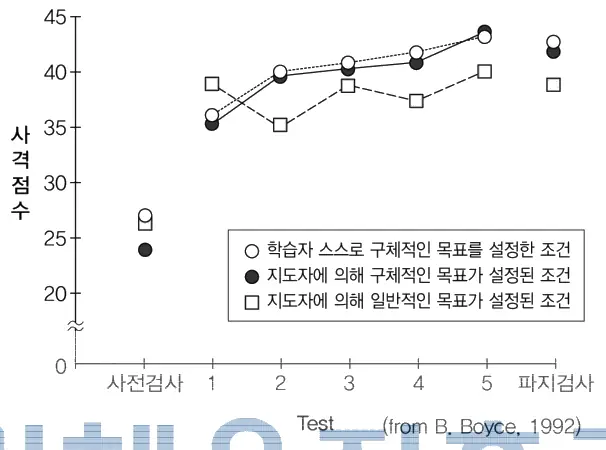 45
40
35
30
25
20
0
사격점수
○ 학습자 스스로 구체적인 목표를 설정한 조건
● 지도자에 의해 구체적인 목표가 설정된 조건
□ 지도자에 의해 일반적인 목표가 설정된 조건
사전검사 1 2 3 4 5 파지검사
Test (from B. Boyce, 1992)